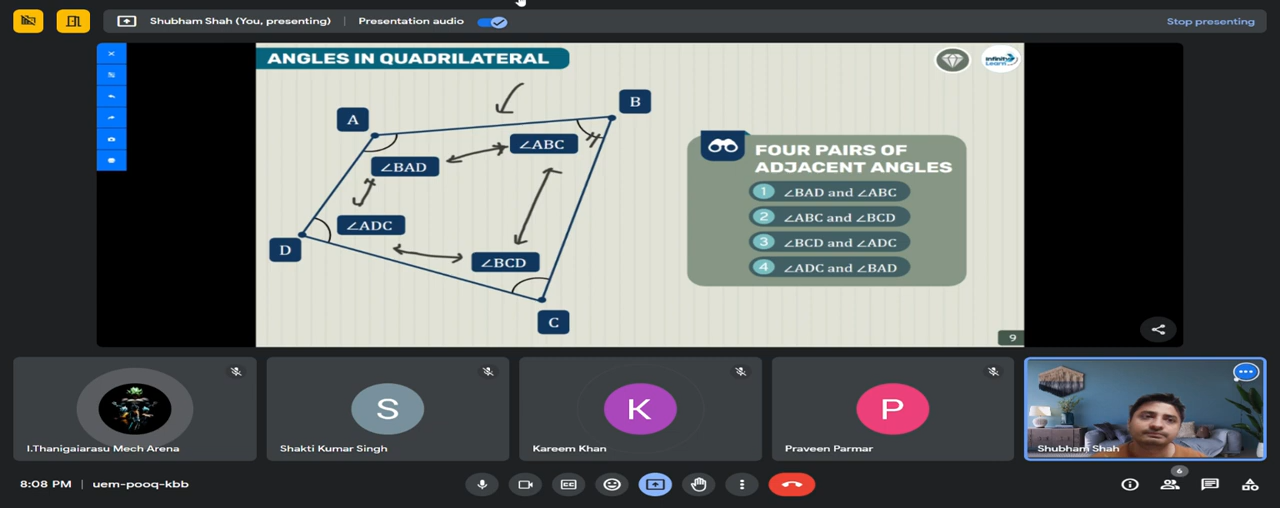 Shubham Shah (You, presenting)
Presentation audio
Stop presenting
ANGLES IN QUADRILATERAL
Infinity Learn
A
B
∠BAD
∠ABC
∠ADC
∠BCD
D
C
FOUR PAIRS OF
ADJACENT ANGLES
1 ∠BAD and ∠ABC
2 ∠ABC and ∠BCD
3 ∠BCD and ∠ADC
4 ∠ADC and ∠BAD
9
I.Thanigaiarasu Mech Arena
S
Shakti Kumar Singh
K
Kareem Khan
P
Praveen Parmar
Shubham Shah
8:08 PM | uem-pooq-kbb
6